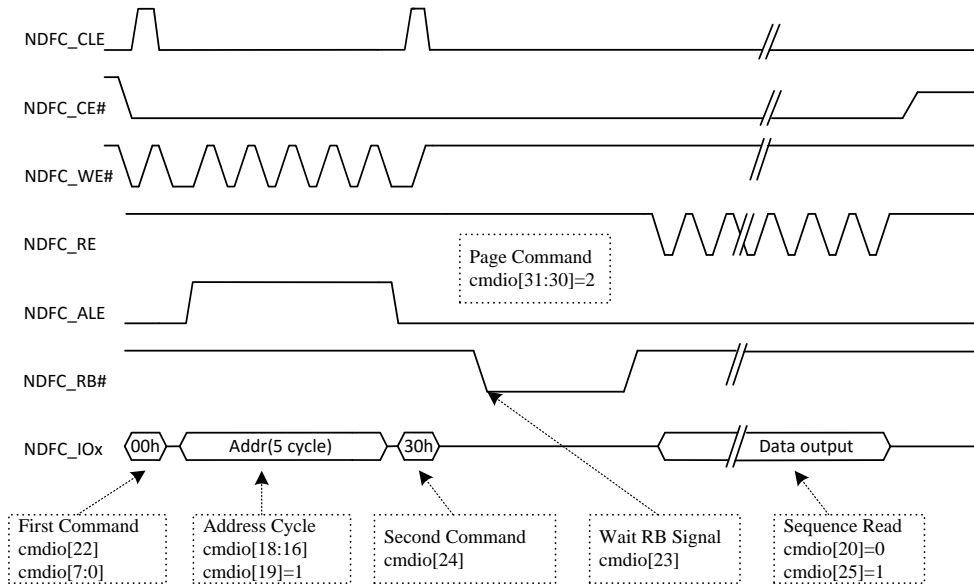 NDFC_CLE
NDFC_CE#
NDFC_WE#
NDFC_RE
Page Command
cmdio[31:30]=2
NDFC_ALE
NDFC_RB#
NDFC_IOx
00h
Addr(5 cycle)
30h
Data output
First Command
cmdio[22]
cmdio[7:0]
Address Cycle
cmdio[18:16]
cmdio[19]=1
Second Command
cmdio[24]
Wait RB Signal
cmdio[23]
Sequence Read
cmdio[20]=0
cmdio[25]=1